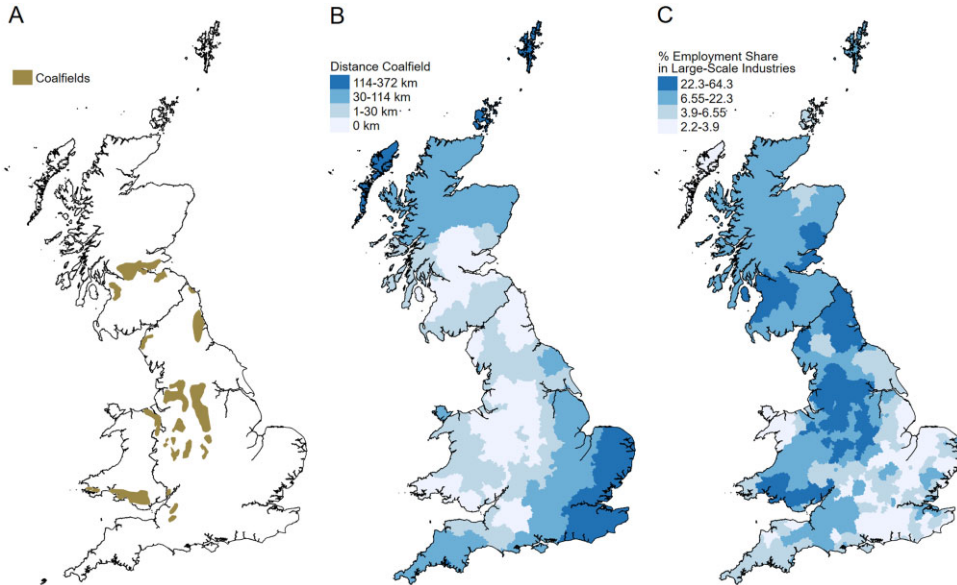 A
Coalfields
B
Distance Coalfield
114-372 km
30-114 km
1-30 km
0 km
C
% Employment Share
in Large-Scale Industries
22.3-64.3
6.55-22.3
3.9-6.55
2.2-3.9